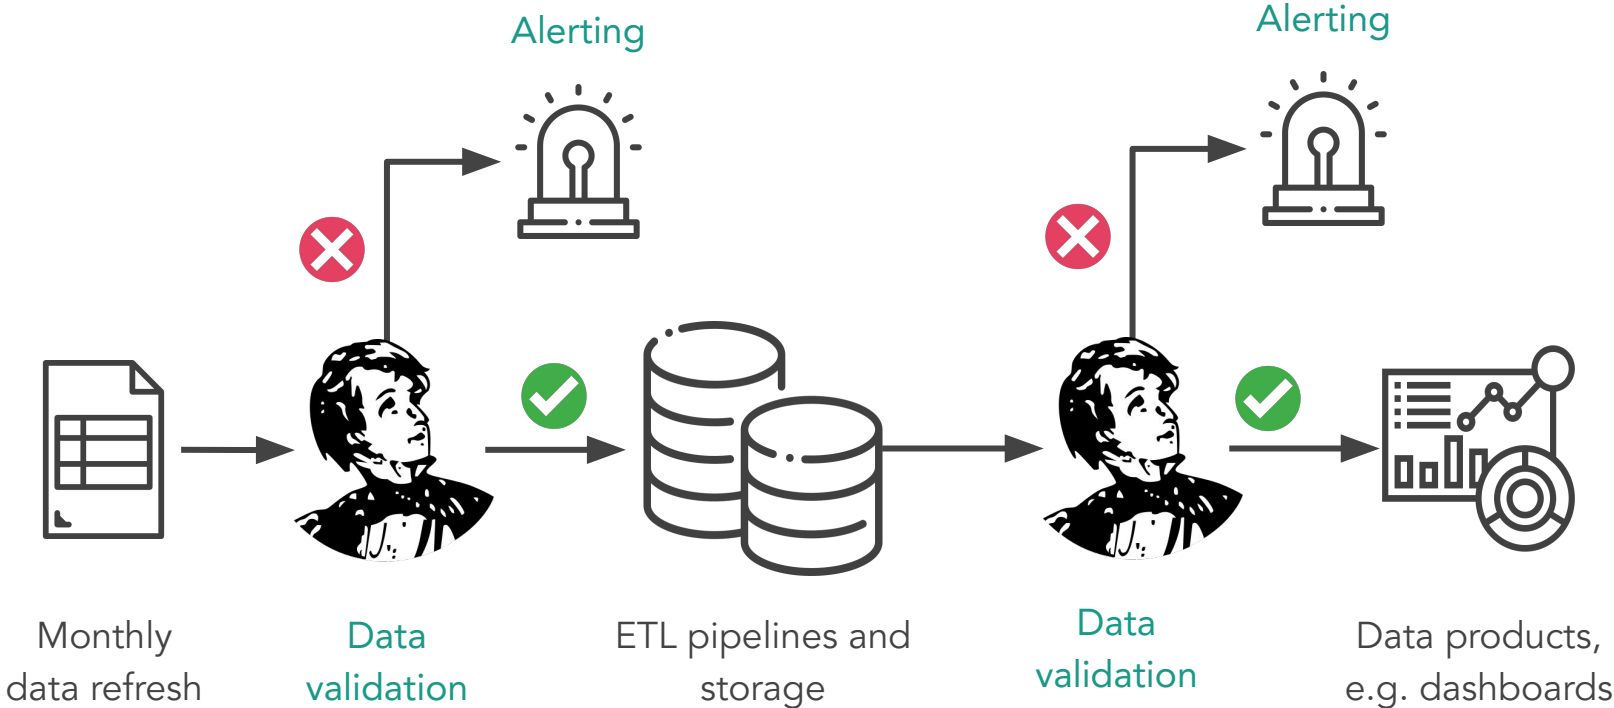 Alerting
Alerting
Monthly
data refresh
Data
validation
ETL pipelines and
storage
Data
validation
Data products,
e.g. dashboards